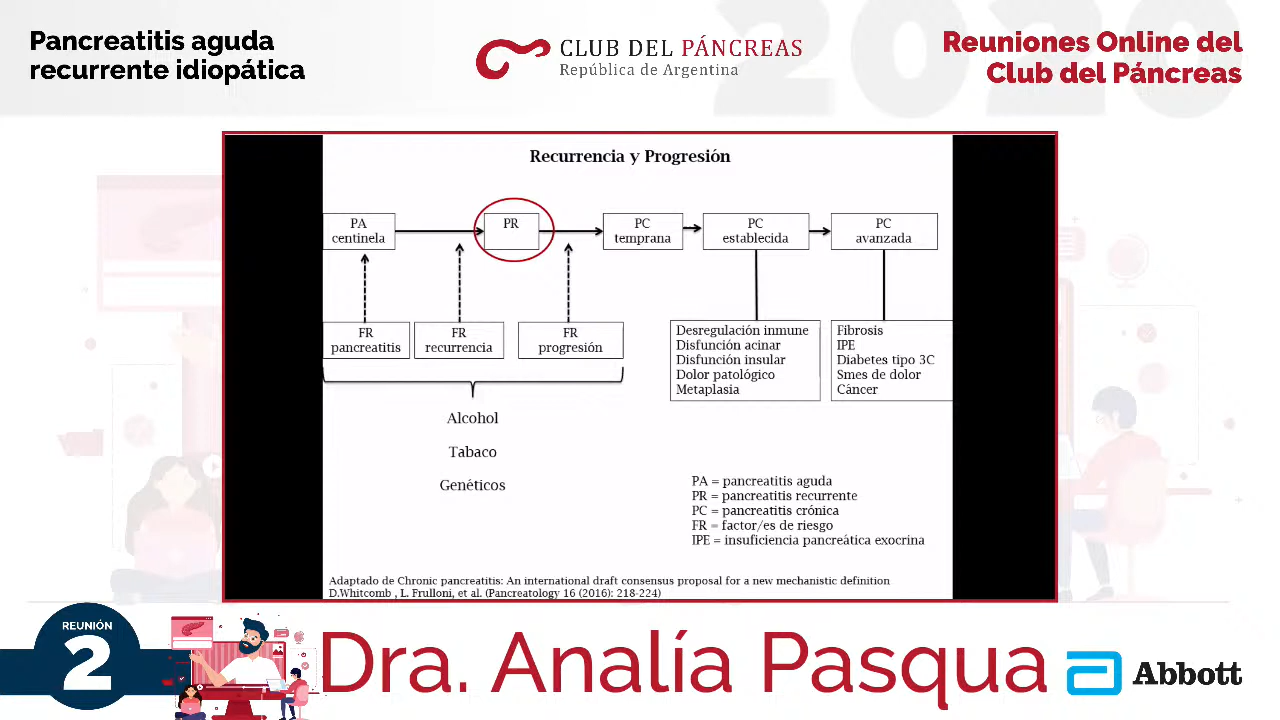 Pancreatitis aguda
recurrente idiopática
CLUB DEL PÁNCREAS
República de Argentina
2020
Reuniones Online del
Club del Páncreas
Recurrencia y Progresión
PA
centinela
PR
PC
temprana
PC
establecida
PC
avanzada
FR
pancreatitis
FR
recurrencia
FR
progresión
Desregulación inmune
Disfunción acinar
Disfunción insular
Dolor patológico
Metaplasia
Fibrosis
IPE
Diabetes tipo 3C
Smes de dolor
Cáncer
Alcohol
Tabaco
Genéticos
PA = pancreatitis aguda
PR = pancreatitis recurrente
PC = pancreatitis crónica
FR = factor/es de riesgo
IPE = insuficiencia pancreática exocrina
Adaptado de Chronic pancreatitis: An international draft consensus proposal for a new mechanistic definition
D.Whitcomb , L. Frulloni, et al. (Pancreatology 16 (2016): 218-224)
REUNIÓN
2
Dra. Analía Pasqua
Abbott